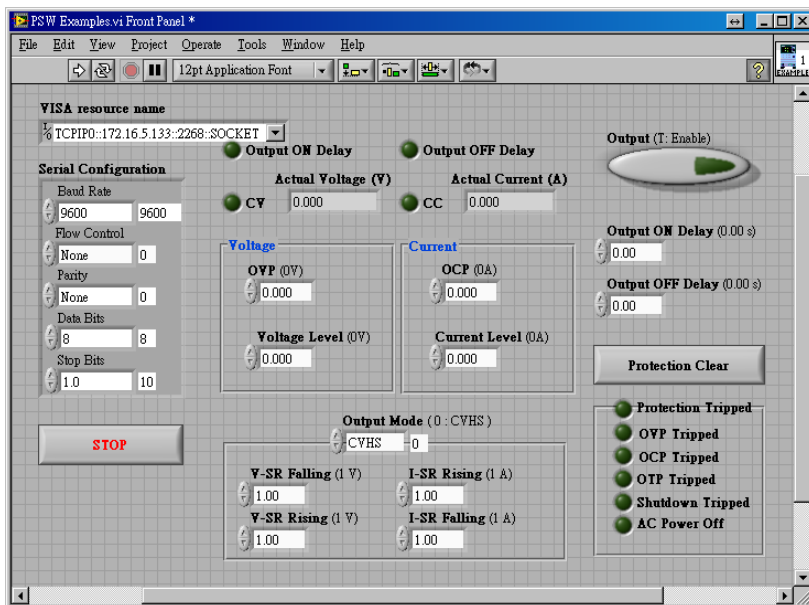 PSW Examples.vi Front Panel *
File Edit View Project Operate Tools Window Help
12pt Application Font
?
1
EXAMPLE
VISA resource name
I/O TCPIP0::172.16.5.133::2268::SOCKET
Output ON Delay
Output OFF Delay
Output (T: Enable)
Serial Configuration
Baud Rate
9600 9600
Flow Control
None 0
Parity
None 0
Data Bits
8 8
Stop Bits
1.0 10
STOP
Actual Voltage (V)
CV 0.000
Actual Current (A)
CC 0.000
Voltage
OVP (0V)
0.000
Voltage Level (0V)
0.000
Current
OCP (0A)
0.000
Current Level (0A)
0.000
Output ON Delay (0.00 s)
0.00
Output OFF Delay (0.00 s)
0.00
Protection Clear
Output Mode (0 : CVHS )
CVHS 0
V-SR Falling (1 V)
1.00
I-SR Rising (1 A)
1.00
V-SR Rising (1 V)
1.00
I-SR Falling (1 A)
1.00
Protection Tripped
OVP Tripped
OCP Tripped
OTP Tripped
Shutdown Tripped
AC Power Off